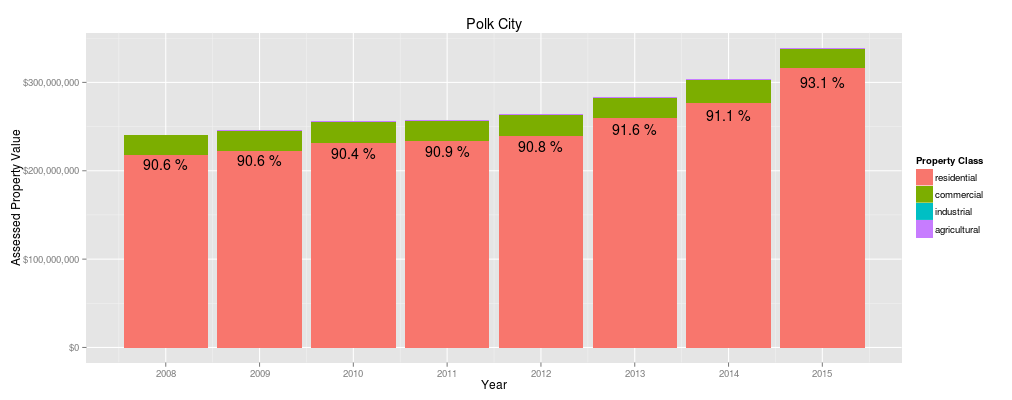 Polk City
Assessed Property Value
$300,000,000
$200,000,000
$100,000,000
$0
90.6 %
90.6 %
90.4 %
90.9 %
90.8 %
91.6 %
91.1 %
93.1 %
2008
2009
2010
2011
2012
2013
2014
2015
Year
Property Class
residential
commercial
industrial
agricultural